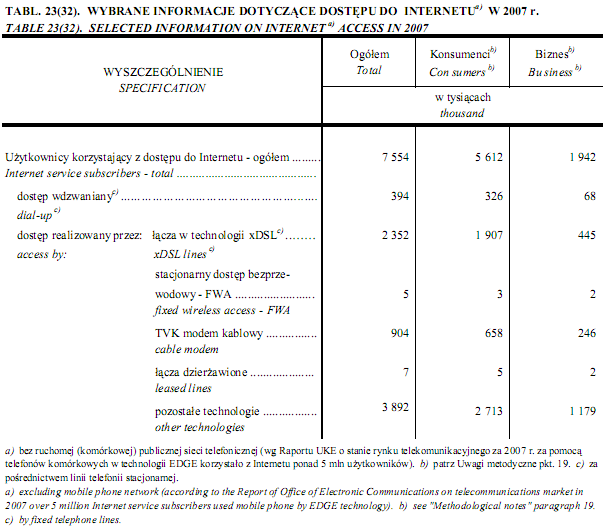 TABL. 23(32). WYBRANE INFORMACJE DOTYCZĄCE DOSTĘPU DO INTERNETU a) W 2007 r.
TABLE 23(32). SELECTED INFORMATION ON INTERNET a) ACCESS IN 2007
WYSZCZEGÓLNIENIE
SPECIFICATION
Ogółem
Total
Konsumenci b)
Con sumers b)
Biznes b)
Bu siness b)
w tysiącach
thousand
Użytkownicy korzystający z dostępu do Internetu - ogółem ......... 7 554 5 612 1 942
Internet service subscribers - total ..........................................
dostęp wdzwaniany c) .................................................. 394 326 68
dial-up c)
dostęp realizowany przez: łącza w technologii xDSL c) ........ 2 352 1 907 445
access by: xDSL lines c)
stacjonarny dostęp bezprze-
wodowy - FWA ..................... 5 3 2
fixed wireless access - FWA
TVK modem kablowy ................ 904 658 246
cable modem
łącza dzierżawione .................... 7 5 2
leased lines
pozostałe technologie ................. 3 892 2 713 1 179
other technologies
a) bez ruchomej (komórkowej) publicznej sieci telefonicznej (wg Raportu UKE o stanie rynku telekomunikacyjnego za 2007 r. za pomocą
telefonów komórkowych w technologii EDGE korzystało z Internetu ponad 5 mln użytkowników). b) patrz Uwagi metodyczne pkt. 19. c) za
pośrednictwem linii telefonii stacjonarnej.
a) excluding mobile phone network (according to the Report of Office of Electronic Communications on telecommunications market in
2007 over 5 million Internet service subscribers used mobile phone by EDGE technology). b) see "Methodological notes" paragraph 19.
c) by fixed telephone lines.